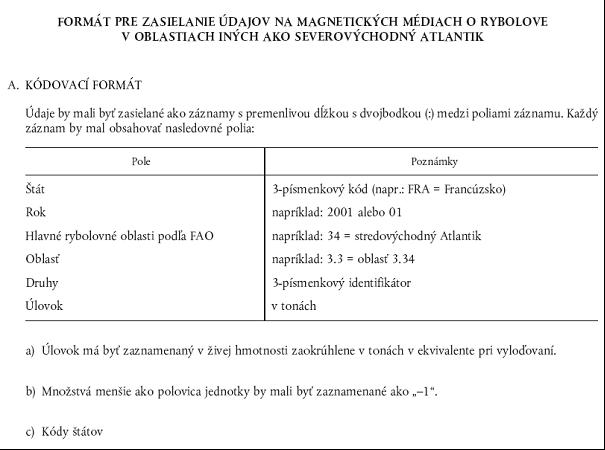 FORMÁT PRE ZASIELANIE ÚDAJOV NA MAGNETICKÝCH MÉDIACH O RYBOLOVE
V OBLASTIACH INÝCH AKO SEVEROVÝCHODNÝ ATLANTIK
A. KÓDOVACÍ FORMÁT
Údaje by mali byť zasielané ako záznamy s premenlivou dĺžkou s dvojbodkou (:) medzi poliami záznamu. Každý
záznam by mal obsahovať nasledovné polia:
Pole Poznámky
Štát 3-písmenkový kód (napr.: FRA = Francúzsko)
Rok napríklad: 2001 alebo 01
Hlavné rybolovné oblasti podľa FAO napríklad: 34 = stredovýchodný Atlantik
Oblasť napríklad: 3.3 = oblasť 3.34
Druhy 3-písmenkový identifikátor
Úlovok v tonách
a) Úlovok má byť zaznamenaný v živej hmotnosti zaokrúhlene v tonách v ekvivalente pri vyloďovaní.
b) Množstvá menšie ako polovica jednotky by mali byť zaznamenané ako „–1“.
c) Kódy štátov